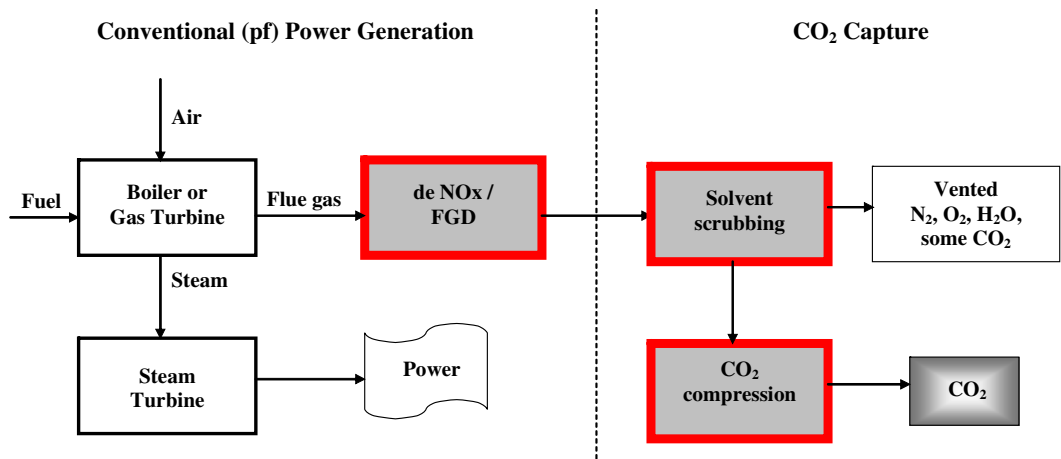 Conventional (pf) Power Generation
CO₂ Capture
Air
Fuel
Boiler or
Gas Turbine
Flue gas
de NOx /
FGD
Solvent
scrubbing
Vented
N₂, O₂, H₂O,
some CO₂
Steam
Steam
Turbine
Power
CO₂
compression
CO₂